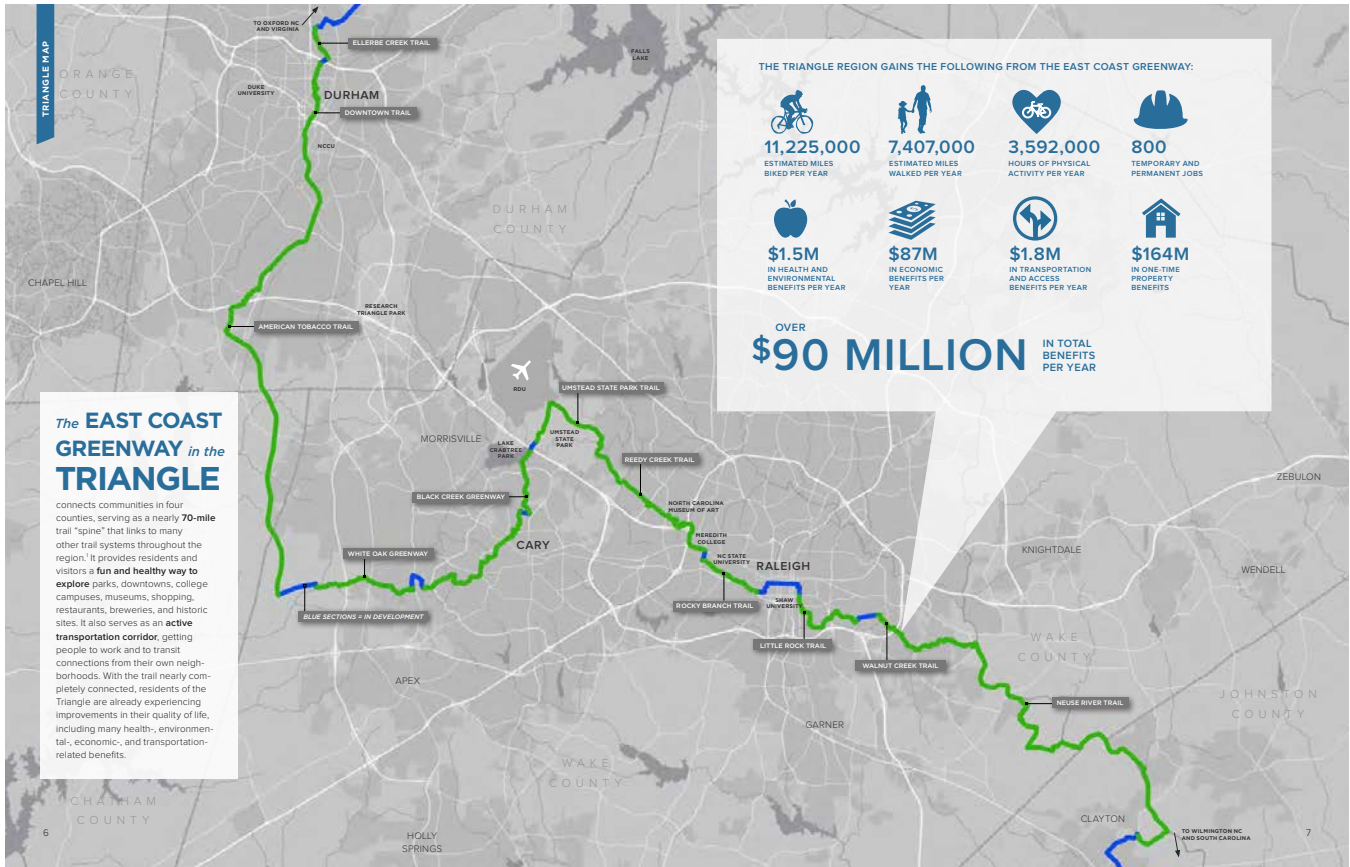 TRIANGLE MAP
TO OXFORD NC
AND VIRGINIA
ELLERBE CREEK TRAIL
FALLS
LAKE
ORANGE
COUNTY
DUKE
UNIVERSITY
DURHAM
DOWNTOWN TRAIL
NCCU
DURHAM
COUNTY
CHAPEL HILL
RESEARCH
TRIANGLE PARK
AMERICAN TOBACCO TRAIL
RDU
UMSTEAD STATE PARK TRAIL
MORRISVILLE
LAKE
CRABTREE
PARK
UMSTEAD
STATE
PARK
REEDY CREEK TRAIL
BLACK CREEK GREENWAY
NORTH CAROLINA
MUSEUM OF ART
MEREDITH
COLLEGE
CARY
WHITE OAK GREENWAY
NC STATE
UNIVERSITY
RALEIGH
BLUE SECTIONS = IN DEVELOPMENT
ROCKY BRANCH TRAIL
SHAW
UNIVERSITY
LITTLE ROCK TRAIL
WALNUT CREEK TRAIL
ZEBULON
KNIGHTDALE
WENDELL
WAKE
COUNTY
APEX
GARNER
NEUSE RIVER TRAIL
JOHNSTON
COUNTY
WAKE
COUNTY
CHATHAM
COUNTY
HOLLY
SPRINGS
CLAYTON
TO WILMINGTON NC
AND SOUTH CAROLINA
THE TRIANGLE REGION GAINS THE FOLLOWING FROM THE EAST COAST GREENWAY:
11,225,000
ESTIMATED MILES
BIKED PER YEAR
7,407,000
ESTIMATED MILES
WALKED PER YEAR
3,592,000
HOURS OF PHYSICAL
ACTIVITY PER YEAR
800
TEMPORARY AND
PERMANENT JOBS
$1.5M
IN HEALTH AND
ENVIRONMENTAL
BENEFITS PER YEAR
$87M
IN ECONOMIC
BENEFITS PER
YEAR
$1.8M
IN TRANSPORTATION
AND ACCESS
BENEFITS PER YEAR
$164M
IN ONE-TIME
PROPERTY
BENEFITS
OVER
$90 MILLION
IN TOTAL
BENEFITS
PER YEAR
The EAST COAST
GREENWAY in the
TRIANGLE
connects communities in four
counties, serving as a nearly 70-mile
trail “spine” that links to many
other trail systems throughout the
region.¹ It provides residents and
visitors a fun and healthy way to
explore parks, downtowns, college
campuses, museums, shopping,
restaurants, breweries, and historic
sites. It also serves as an active
transportation corridor, getting
people to work and to transit
connections from their own neigh-
borhoods. With the trail nearly com-
pletely connected, residents of the
Triangle are already experiencing
improvements in their quality of life,
including many health-, environmen-
tal-, economic-, and transportation-
related benefits.
6
7